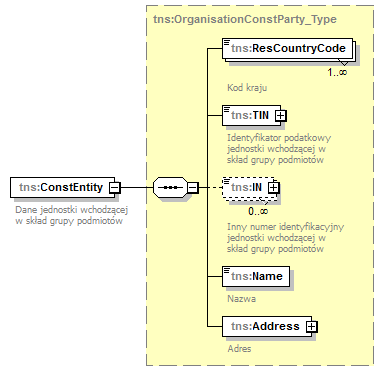 tns:OrganisationConstParty_Type
tns:ResCountryCode
1..∞
Kod kraju
tns:TIN
Identyfikator podatkowy
jednostki wchodzącej w
skład grupy podmiotów
tns:ConstEntity
Dane jednostki wchodzącej
w skład grupy podmiotów
tns:IN
0..∞
Inny numer identyfikacyjny
jednostki wchodzącej w
skład grupy podmiotów
tns:Name
Nazwa
tns:Address
Adres